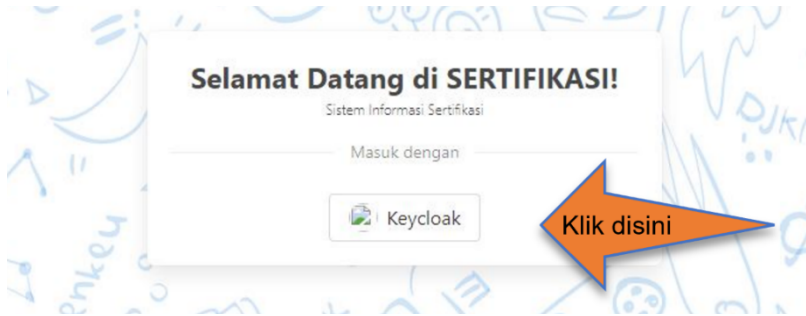 Selamat Datang di SERTIFIKASI!
Sistem Informasi Sertifikasi
Masuk dengan
Keycloak
Klik disini